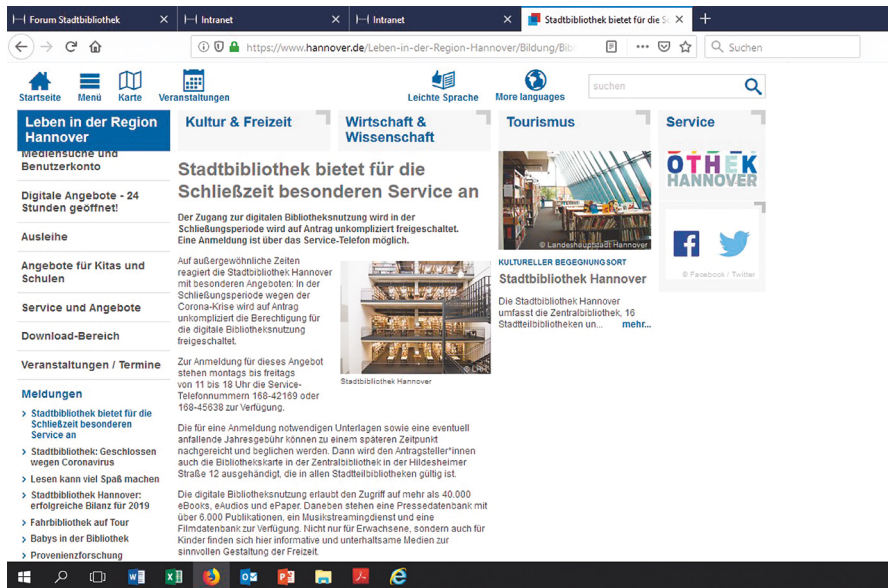 Forum Stadtbibliothek
Intranet
Intranet
Stadtbibliothek bietet für die
https://www.hannover.de/Leben-in-der-Region-Hannover/Bildung/Bib
Suchen
Startseite
Menü
Karte
Veranstaltungen
Leichte Sprache
More languages
suchen
Leben in der Region
Hannover
Kultur & Freizeit
Wirtschaft &
Wissenschaft
Tourismus
Service
Mediensuche und
Benutzerkonto
Digitale Angebote - 24
Stunden geöffnet!
Ausleihe
Angebote für Kitas und
Schulen
Service und Angebote
Download-Bereich
Veranstaltungen / Termine
Meldungen
Stadtbibliothek bietet für die
Schließzeit besonderen
Service an
Stadtbibliothek: Geschlossen
wegen Coronavirus
Lesen kann viel Spaß machen
Stadtbibliothek Hannover:
erfolgreiche Bilanz für 2019
Fahrbibliothek auf Tour
Babys in der Bibliothek
Provenienzforschung
Stadtbibliothek bietet für die
Schließzeit besonderen Service an
Der Zugang zur digitalen Bibliotheksnutzung wird in der
Schließungsperiode wird auf Antrag unkompliziert freigeschaltet.
Eine Anmeldung ist über das Service-Telefon möglich.
Auf außergewöhnliche Zeiten
reagiert die Stadtbibliothek Hannover
mit besonderen Angeboten: In der
Schließungsperiode wegen der
Corona-Krise wird auf Antrag
unkompliziert die Berechtigung für
die digitale Bibliotheksnutzung
freigeschaltet.
© LHH
Stadtbibliothek Hannover
Zur Anmeldung für dieses Angebot
stehen montags bis freitags
von 11 bis 18 Uhr die Service-
Telefonnummern 168-42169 oder
168-45638 zur Verfügung.
Die für eine Anmeldung notwendigen Unterlagen sowie eine eventuell
anfallende Jahresgebühr können zu einem späteren Zeitpunkt
nachgereicht und beglichen werden. Dann wird den Antragsteller*innen
auch die Bibliothekskarte in der Zentralbibliothek in der Hildesheimer
Straße 12 ausgehändigt, die in allen Stadtteilbibliotheken gültig ist.
Die digitale Bibliotheksnutzung erlaubt den Zugriff auf mehr als 40.000
eBooks, eAudios und ePaper. Daneben stehen eine Pressedatenbank mit
über 6.000 Publikationen, ein Musikstreamingdienst und eine
Filmdatenbank zur Verfügung. Nicht nur für Erwachsene, sondern auch für
Kinder finden sich hier informative und unterhaltsame Medien zur
sinnvollen Gestaltung der Freizeit.
© Landeshauptstadt Hannover
KULTURELLER BEGEGNUNGSORT
Stadtbibliothek Hannover
Die Stadtbibliothek Hannover
umfasst die Zentralbibliothek, 16
Stadtteilbibliotheken un... mehr...
OTHEK
HANNOVER
© Facebook / Twitter